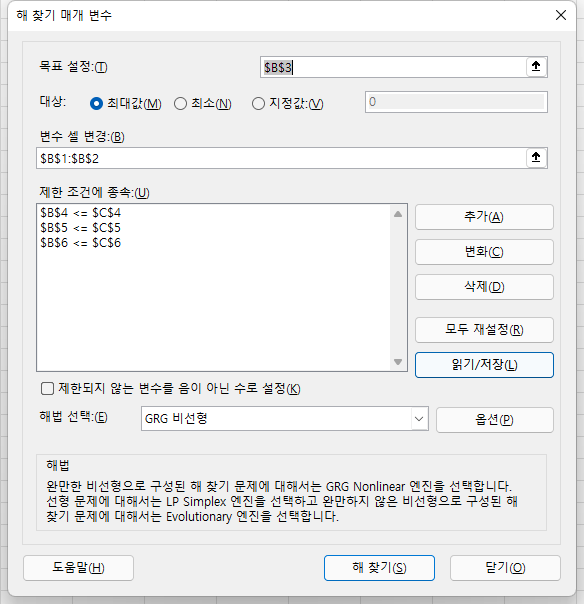 해 찾기 매개 변수
목표 설정:(T)
$B$3
대상:
최대값(M)
최소(N)
지정값:(V)
0
변수 셀 변경:(B)
$B$1:$B$2
제한 조건에 종속:(U)
$B$4 <= $C$4
$B$5 <= $C$5
$B$6 <= $C$6
추가(A)
변화(C)
삭제(D)
모두 재설정(R)
읽기/저장(L)
제한되지 않는 변수를 음이 아닌 수로 설정(K)
해법 선택:(E)
GRG 비선형
옵션(P)
해법
완만한 비선형으로 구성된 해 찾기 문제에 대해서는 GRG Nonlinear 엔진을 선택합니다.
선형 문제에 대해서는 LP Simplex 엔진을 선택하고 완만하지 않은 비선형으로 구성된 해
찾기 문제에 대해서는 Evolutionary 엔진을 선택합니다.
도움말(H)
해 찾기(S)
닫기(O)